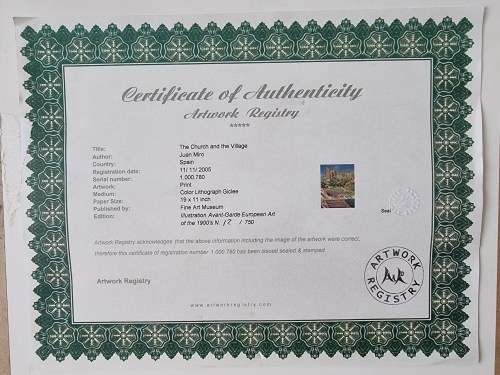 Certificate of Authenticity
Artwork Registry
*****
Title: The Church and the Village
Author: Juan Miro
Country: Spain
Registration date: 11/ 11/ 2005
Serial number: 1 000.780
Artwork: Print
Medium: Color Lithograph Giclee
Paper Size: 19 x 11 inch
Published by: Fine Art Museum
Edition: Illustration Avant-Garde European Art
of the 1900's N. 12 / 750
Seal
Artwork Registry acknowledges that the above information including the image of the artwork were correct,
therefore this certificate of registration number 1 000.780 has been issued sealed & stamped
Artwork Registry
ARTWORK REGISTRY
www.artworkregistry.com